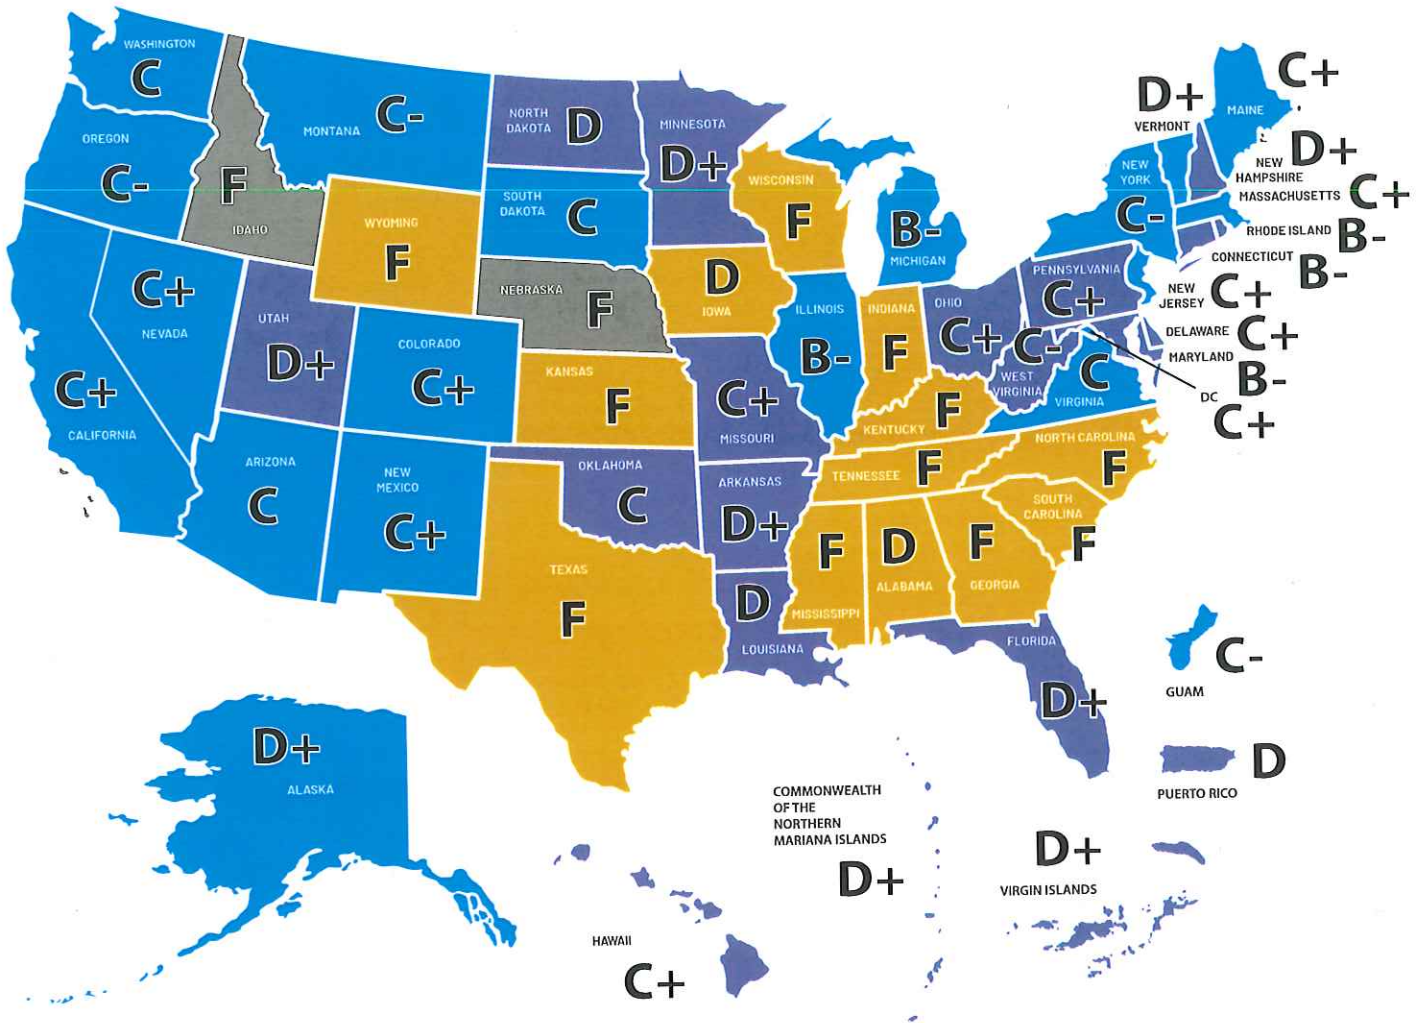 WASHINGTON
C
OREGON
C-
CALIFORNIA
C+
NEVADA
C+
IDAHO
F
MONTANA
C-
WYOMING
F
UTAH
D+
COLORADO
C+
ARIZONA
C
NEW
MEXICO
C+
NORTH
DAKOTA
D
SOUTH
DAKOTA
C
NEBRASKA
F
KANSAS
F
OKLAHOMA
C
TEXAS
F
MINNESOTA
D+
IOWA
D
MISSOURI
C+
ARKANSAS
D+
LOUISIANA
D
WISCONSIN
F
ILLINOIS
B-
MICHIGAN
B-
INDIANA
F
OHIO
C+
KENTUCKY
F
TENNESSEE
F
MISSISSIPPI
F
ALABAMA
D
GEORGIA
F
FLORIDA
D+
SOUTH
CAROLINA
F
NORTH CAROLINA
F
VIRGINIA
C
WEST
VIRGINIA
C-
PENNSYLVANIA
C+
NEW
YORK
C-
VERMONT
D+
MAINE
C+
NEW
HAMPSHIRE
D+
MASSACHUSETTS
C+
RHODE ISLAND
B-
CONNECTICUT
B-
NEW
JERSEY
C+
DELAWARE
C+
MARYLAND
B-
DC
C+
ALASKA
D+
HAWAII
C+
COMMONWEALTH
OF THE
NORTHERN
MARIANA ISLANDS
D+
GUAM
C-
PUERTO RICO
D
VIRGIN ISLANDS
D+